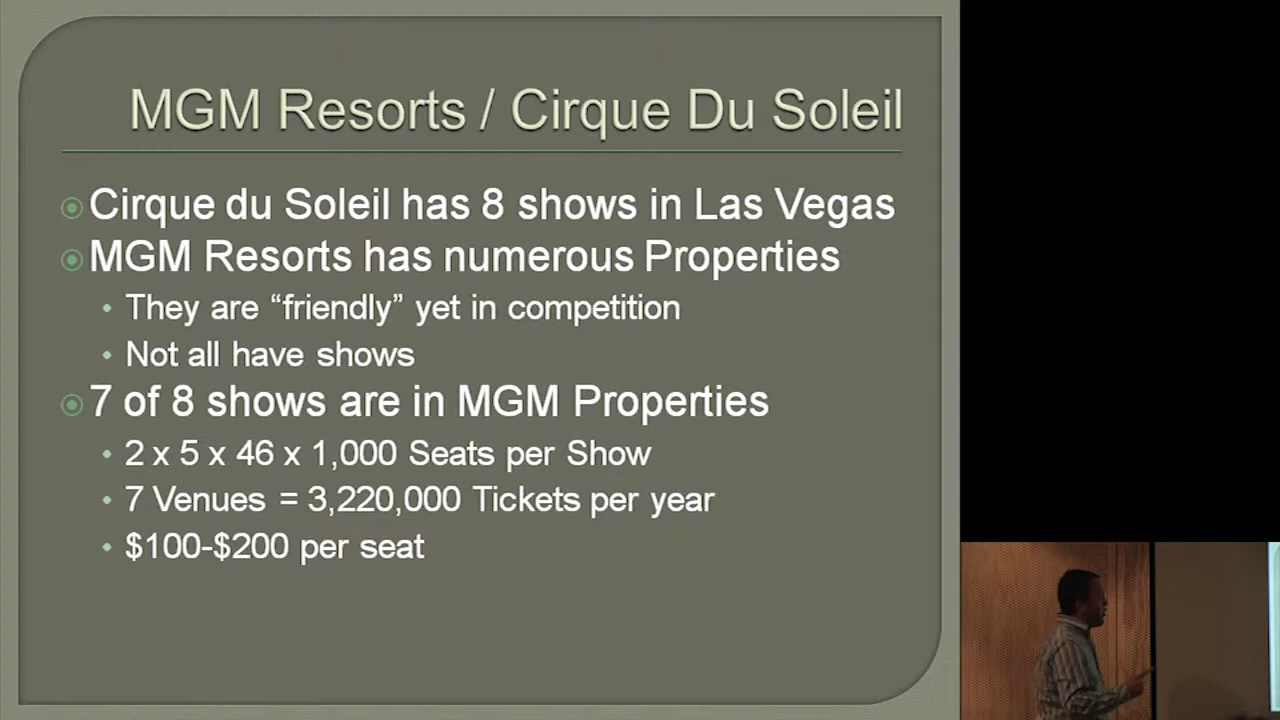 MGM Resorts / Cirque Du Soleil
Cirque du Soleil has 8 shows in Las Vegas
MGM Resorts has numerous Properties
• They are “friendly” yet in competition
• Not all have shows
7 of 8 shows are in MGM Properties
• 2 x 5 x 46 x 1,000 Seats per Show
• 7 Venues = 3,220,000 Tickets per year
• $100-$200 per seat